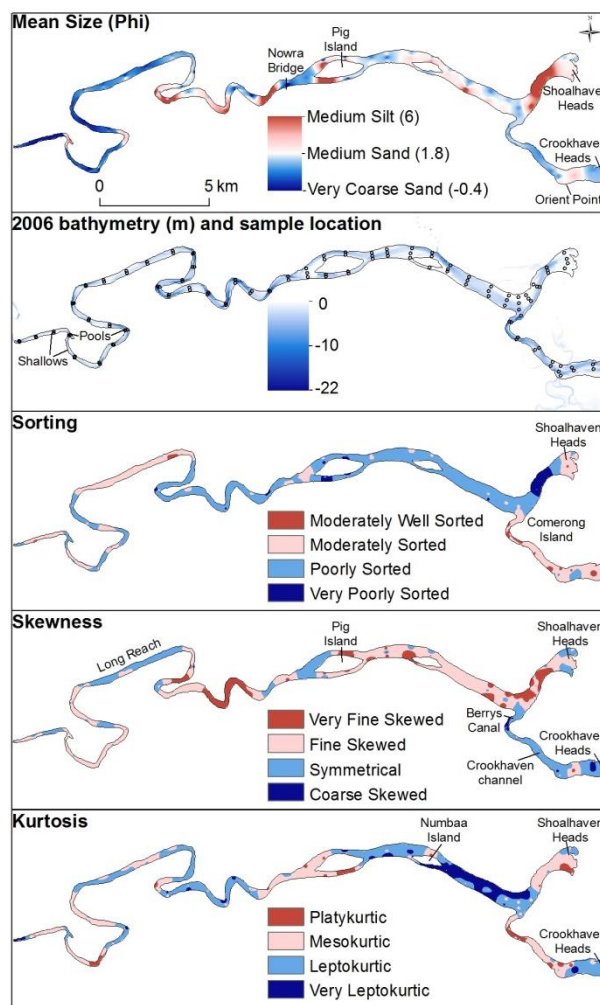 Mean Size (Phi)
Nowra
Bridge
Pig
Island
Shoalhaven
Heads
Medium Silt (6)
Medium Sand (1.8)
Very Coarse Sand (-0.4)
0
5 km
Crookhaven
Heads
Orient Point
2006 bathymetry (m) and sample location
0
-10
-22
Pools
Shallows
Sorting
Shoalhaven
Heads
Moderately Well Sorted
Moderately Sorted
Poorly Sorted
Very Poorly Sorted
Comerong
Island
Skewness
Long Reach
Pig
Island
Shoalhaven
Heads
Very Fine Skewed
Fine Skewed
Symmetrical
Coarse Skewed
Berrys
Canal
Crookhaven
channel
Crookhaven
Heads
Kurtosis
Numbaa
Island
Shoalhaven
Heads
Platykurtic
Mesokurtic
Leptokurtic
Very Leptokurtic
Crookhaven
Heads